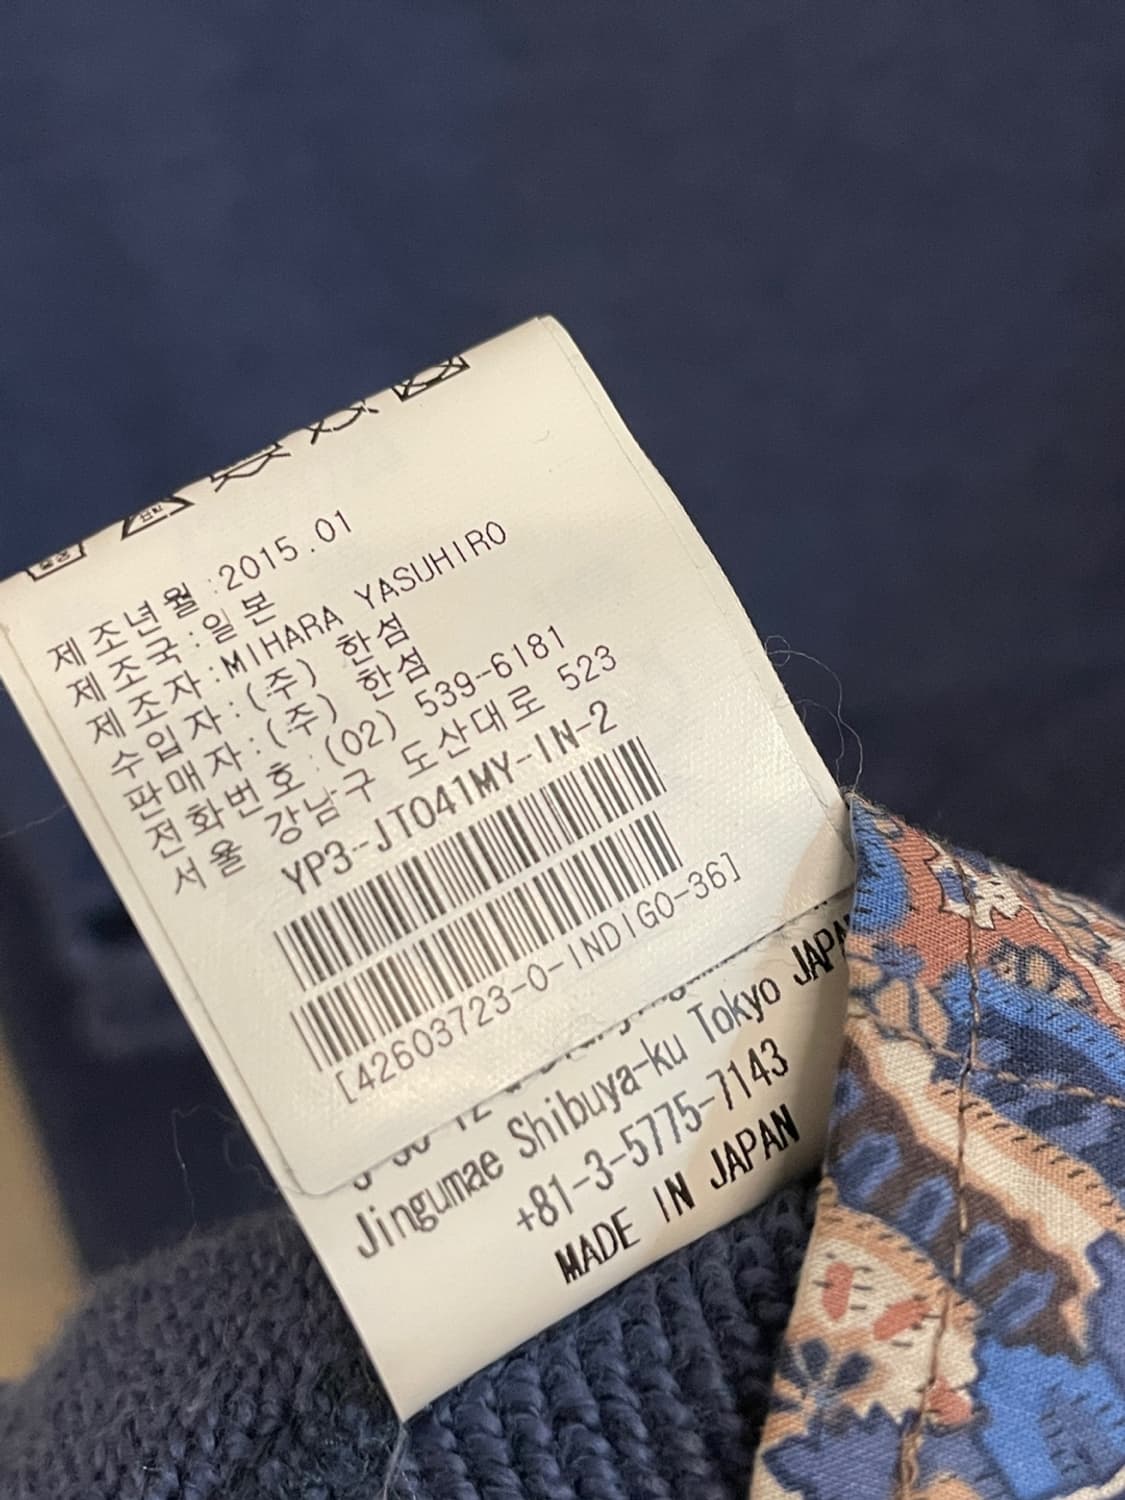 제조년월:2015.01
제조국:일본
제조자:MIHARA YASUHIRO
수입자:(주) 한섬
판매자:(주) 한섬
전화번호:(02) 539-6181
서울 강남구 도산대로 523
YP3-JT041MY-IN-2
[42603723-0-INDIGO-36]
Jingumae Shibuya-ku Tokyo JAPAN
+81-3-5775-7143
MADE IN JAPAN